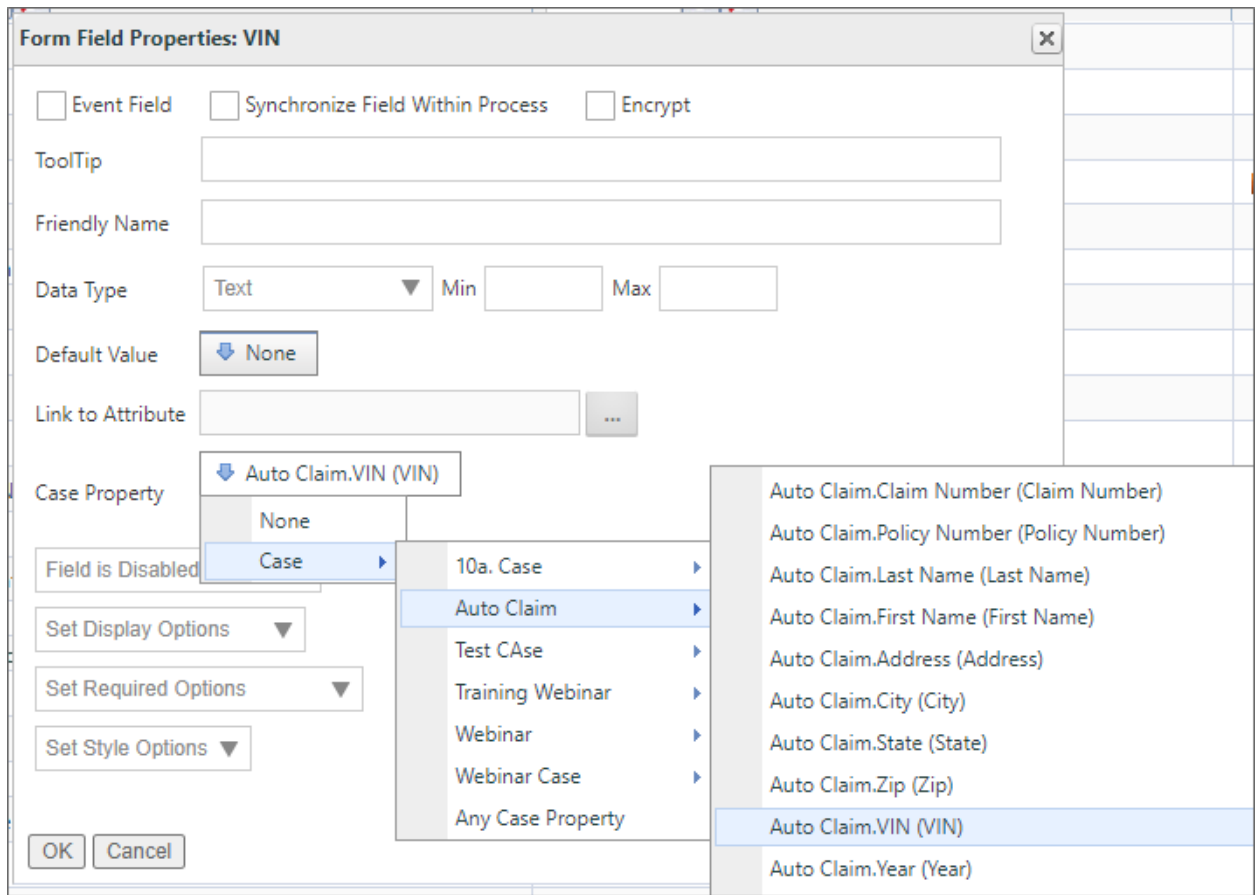 Form Field Properties: VIN
Event Field Synchronize Field Within Process Encrypt
ToolTip
Friendly Name
Data Type Text Min Max
Default Value None
Link to Attribute ...
Case Property Auto Claim.VIN (VIN)
None
Case
Field is Disabled
Set Display Options
Set Required Options
Set Style Options
OK Cancel
10a. Case
Auto Claim
Test CAse
Training Webinar
Webinar
Webinar Case
Any Case Property
Auto Claim.Claim Number (Claim Number)
Auto Claim.Policy Number (Policy Number)
Auto Claim.Last Name (Last Name)
Auto Claim.First Name (First Name)
Auto Claim.Address (Address)
Auto Claim.City (City)
Auto Claim.State (State)
Auto Claim.Zip (Zip)
Auto Claim.VIN (VIN)
Auto Claim.Year (Year)